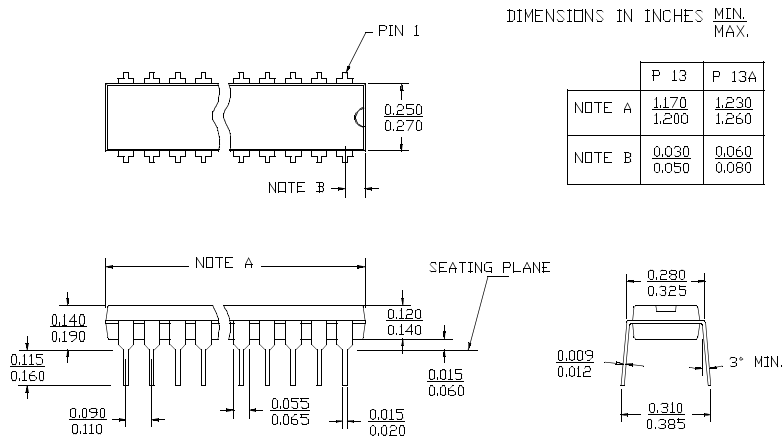 DIMENSIONS IN INCHES MIN.
MAX.
PIN 1
P 13 P 13A
NOTE A 1.170 1.230
1.200 1.260
NOTE B 0.030 0.060
0.050 0.080
0.250
0.270
NOTE B
NOTE A
SEATING PLANE
0.280
0.325
0.140
0.190
0.120
0.140
0.115
0.160
0.009
0.012
3° MIN.
0.015
0.060
0.090
0.110
0.055
0.065
0.015
0.020
0.310
0.385